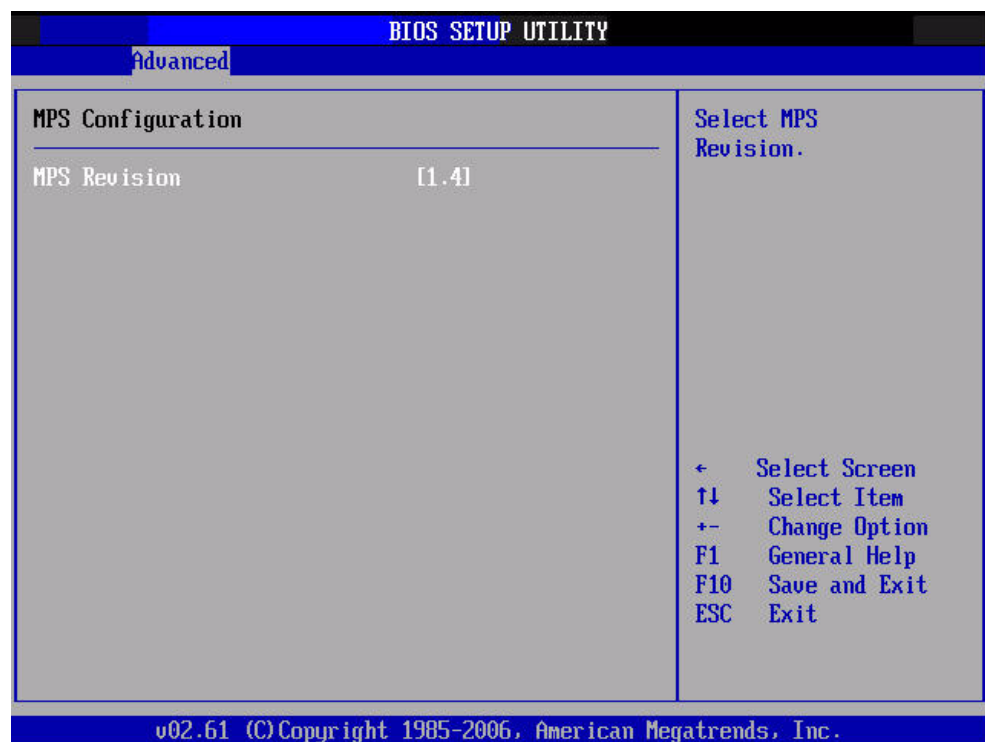 BIOS SETUP UTILITY
Advanced
MPS Configuration
MPS Revision [1.4]
Select MPS
Revision.
← Select Screen
↑↓ Select Item
+- Change Option
F1 General Help
F10 Save and Exit
ESC Exit
v02.61 (C)Copyright 1985-2006, American Megatrends, Inc.